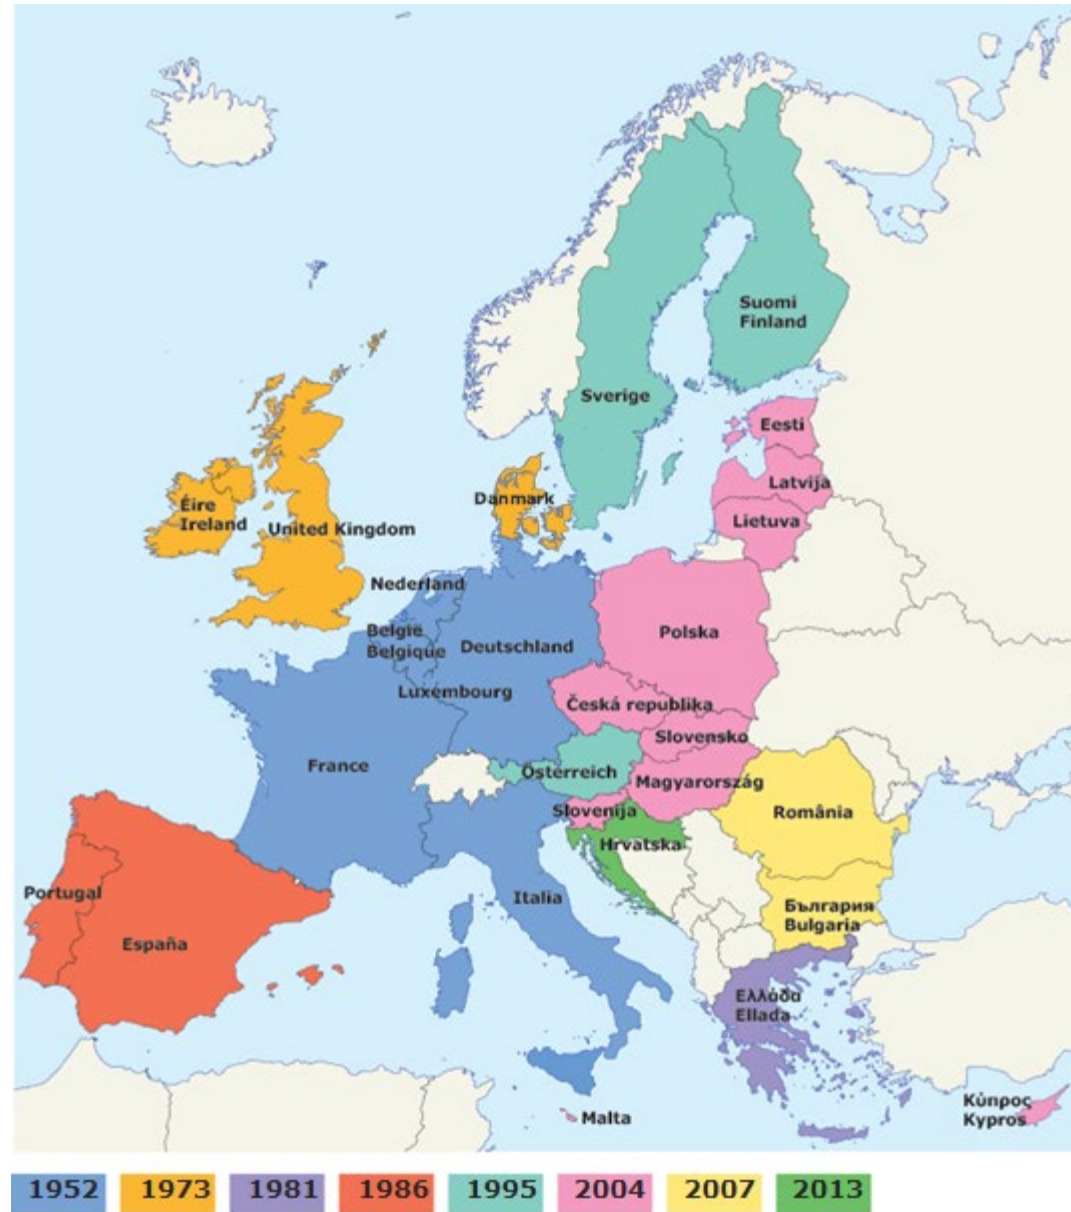 Suomi
Finland
Sverige
Eesti
Latvija
Lietuva
Danmark
Éire
Ireland
United Kingdom
Nederland
België
Belgique
Deutschland
Polska
Luxembourg
Česká republika
Slovensko
France
Österreich
Magyarország
Slovenija
România
Hrvatska
Portugal
Italia
България
Bulgaria
España
Ελλάδα
Ellada
Malta
Κύπρος
Kypros
1952 1973 1981 1986 1995 2004 2007 2013